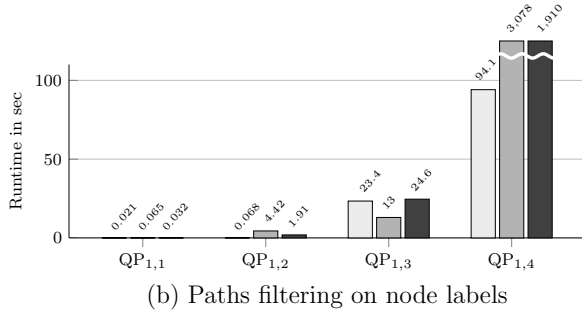 3,078
1,910
94.1
100
Runtime in sec
50
23.4
13
24.6
0.021
0.065
0.032
0.068
4.42
1.91
0
QP1,1
QP1,2
QP1,3
QP1,4
(b) Paths filtering on node labels